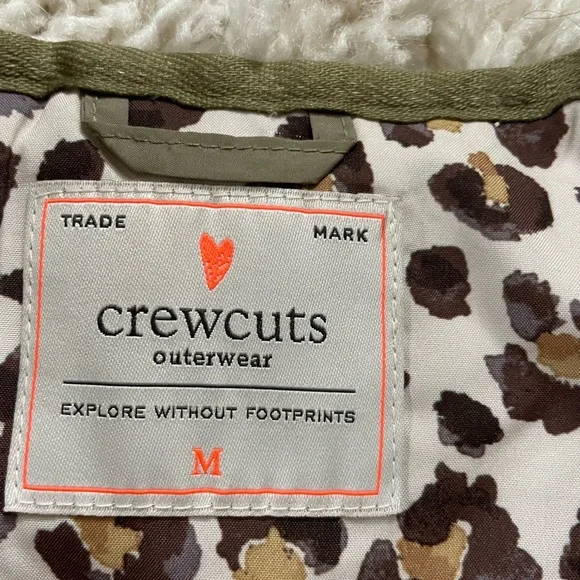 TRADE MARK
crewcuts
outerwear
EXPLORE WITHOUT FOOTPRINTS
M